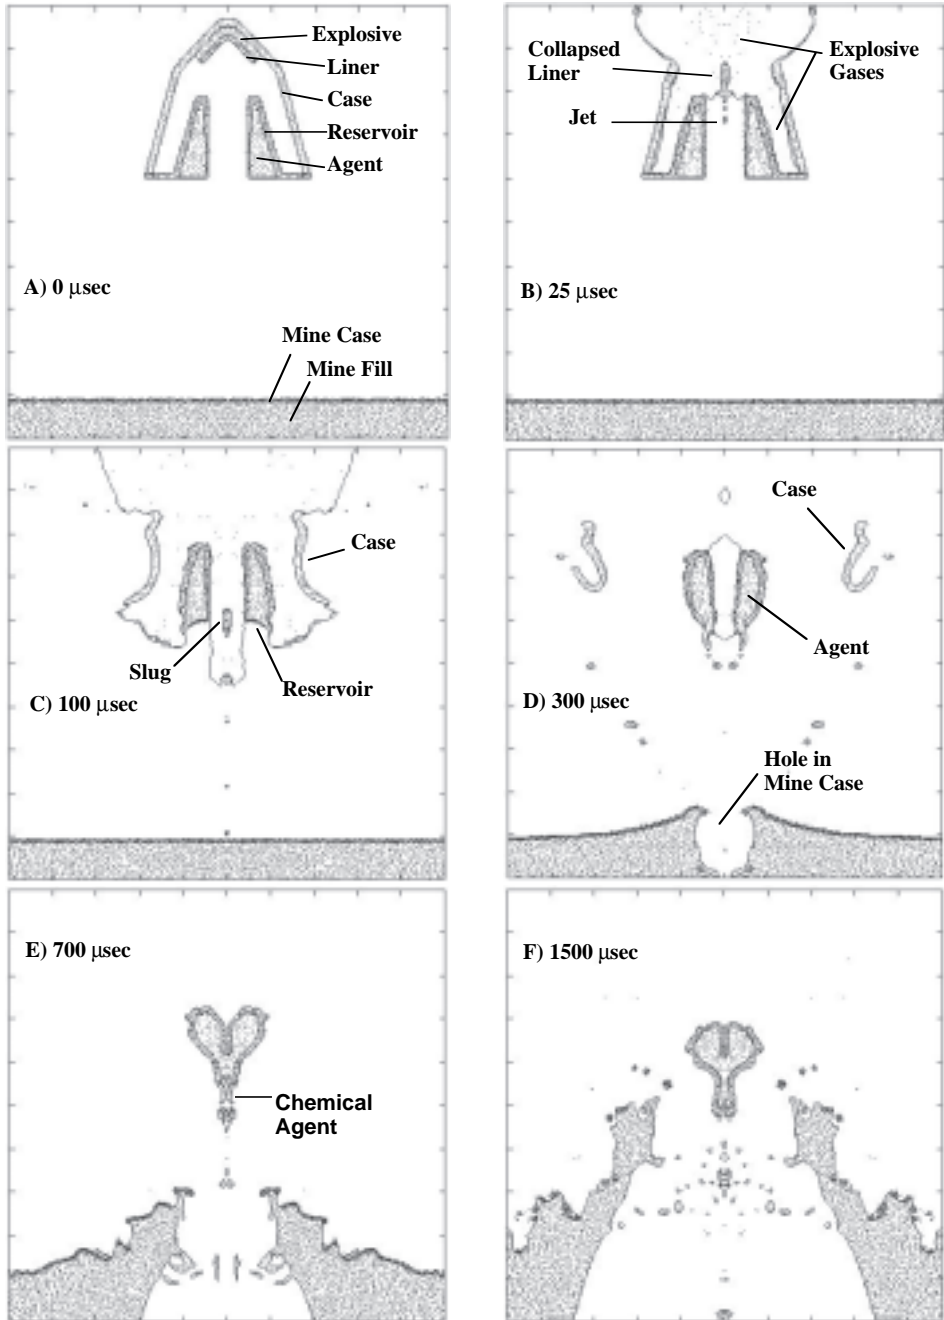 Explosive
Liner
Case
Reservoir
Agent
A) 0 μsec
Mine Case
Mine Fill
Collapsed
Liner
Explosive
Gases
Jet
B) 25 μsec
Case
Slug
Reservoir
C) 100 μsec
Case
Agent
D) 300 μsec
Hole in
Mine Case
E) 700 μsec
Chemical
Agent
F) 1500 μsec